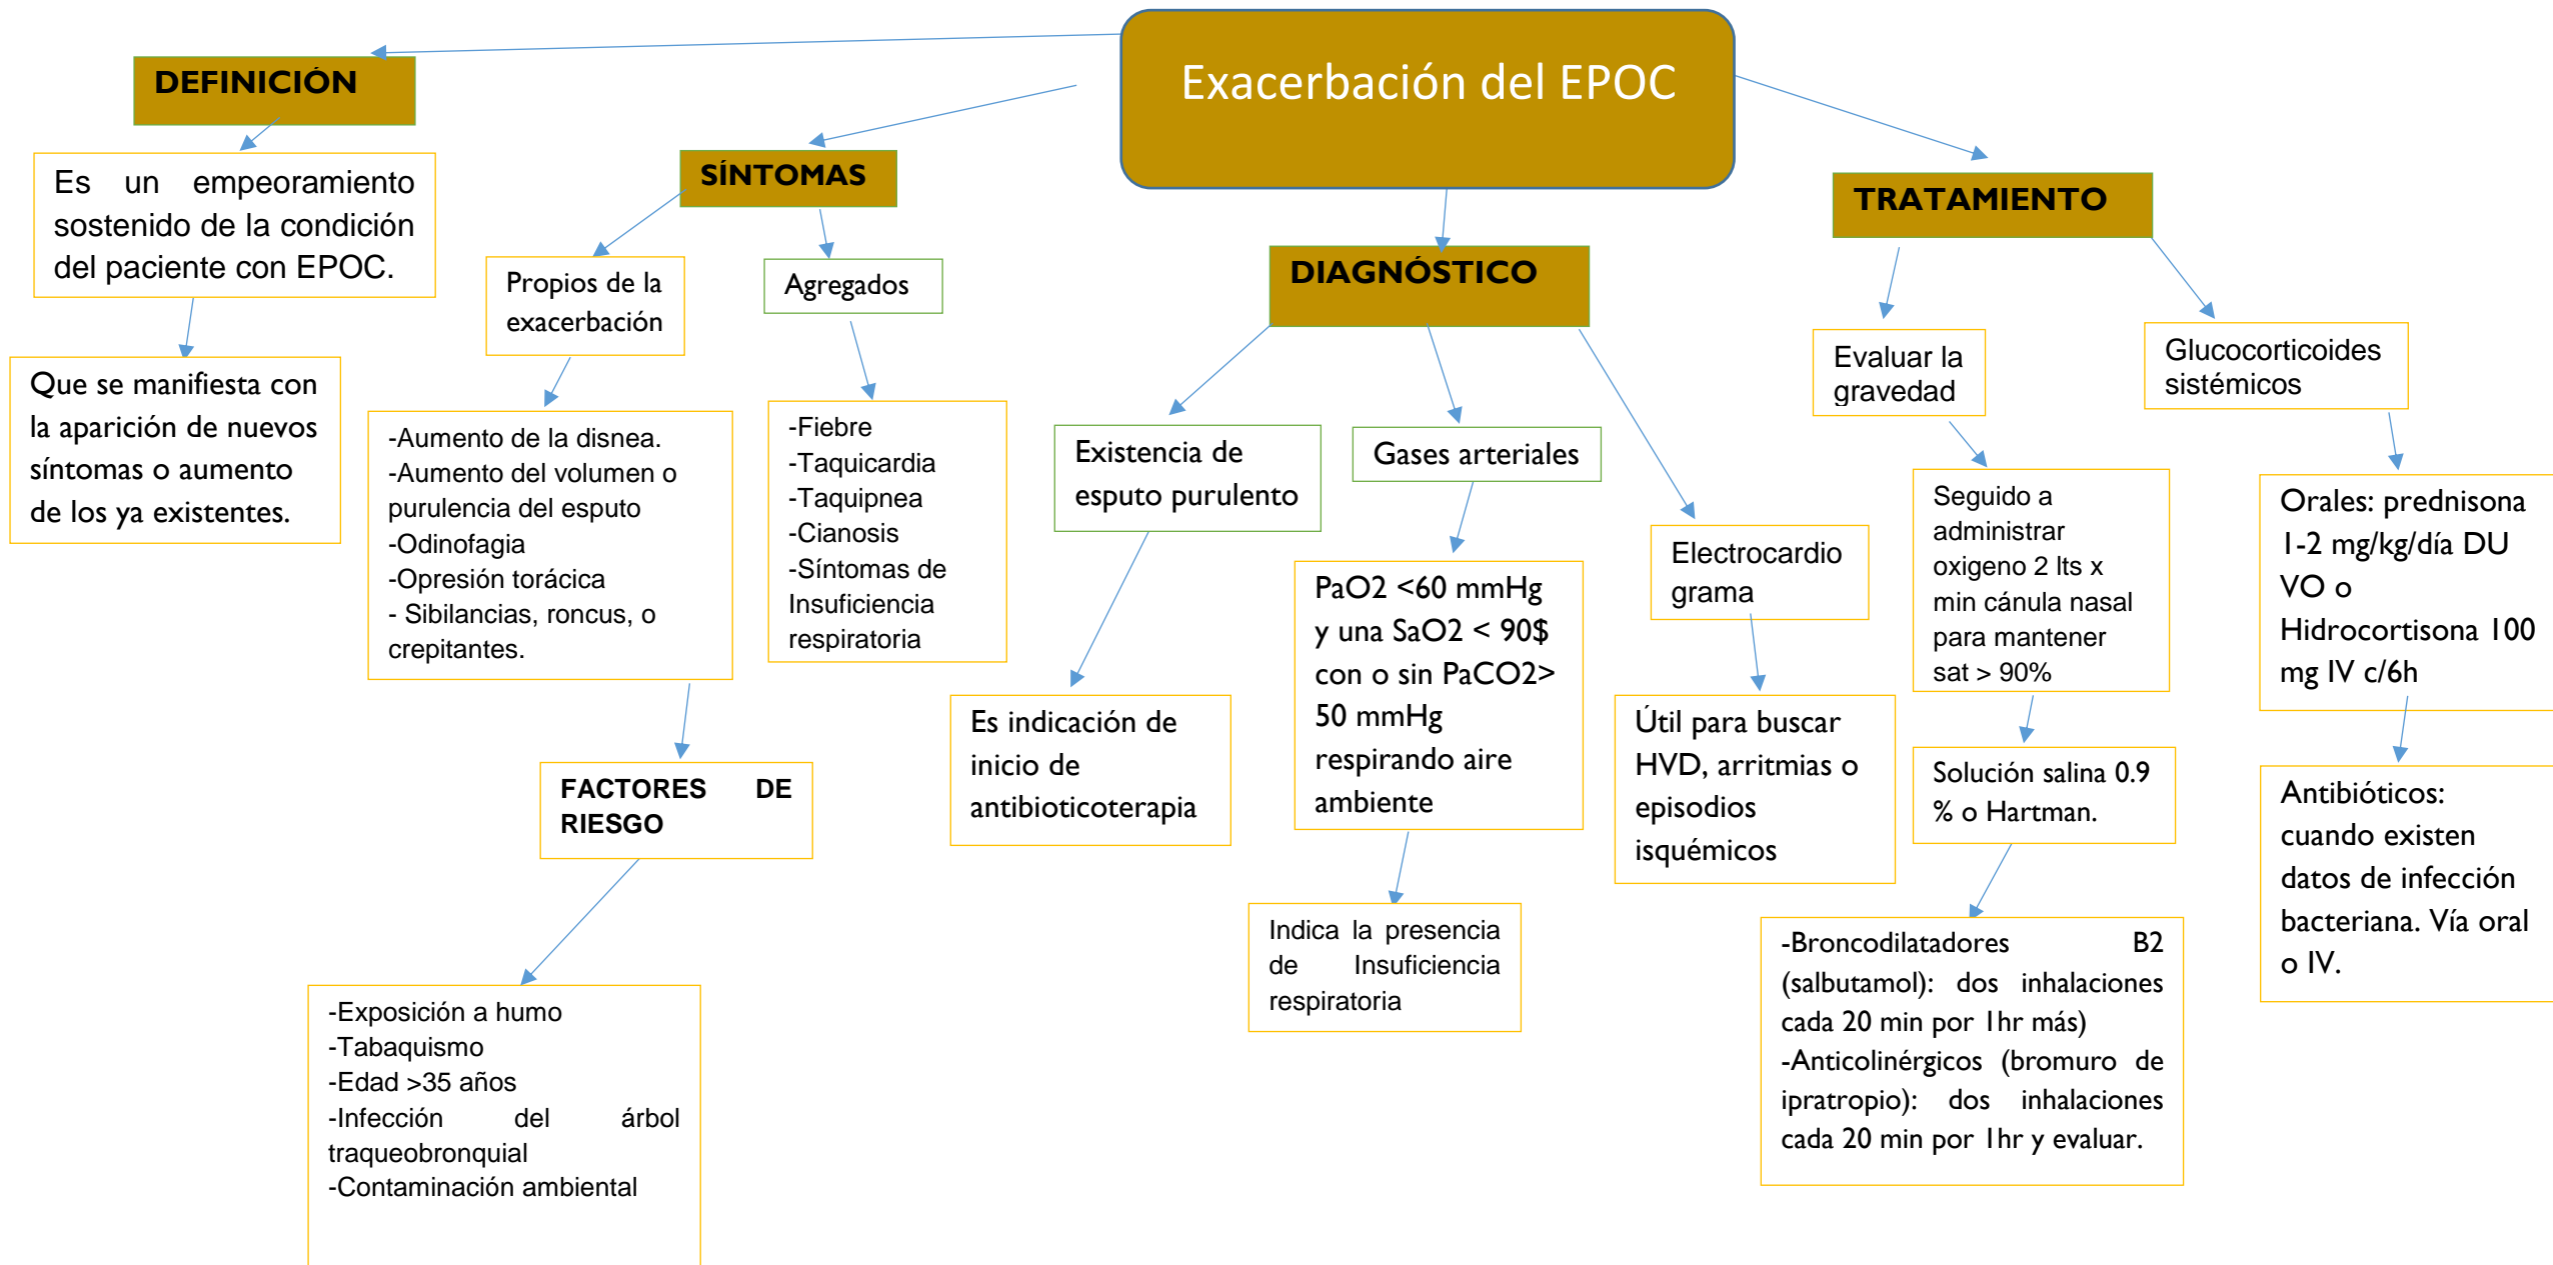 Exacerbación del EPOC
DEFINICIÓN
Es un empeoramiento
sostenido de la condición
del paciente con EPOC.
Que se manifiesta con
la aparición de nuevos
síntomas o aumento
de los ya existentes.
SÍNTOMAS
Propios de la
exacerbación
-Aumento de la disnea.
-Aumento del volumen o
purulencia del esputo
-Odinofagia
-Opresión torácica
- Sibilancias, roncus, o
crepitantes.
Agregados
-Fiebre
-Taquicardia
-Taquipnea
-Cianosis
-Síntomas de
Insuficiencia
respiratoria
FACTORES DE
RIESGO
-Exposición a humo
-Tabaquismo
-Edad >35 años
-Infección del árbol
traqueobronquial
-Contaminación ambiental
DIAGNÓSTICO
Existencia de
esputo purulento
Es indicación de
inicio de
antibioticoterapia
Gases arteriales
PaO2 <60 mmHg
y una SaO2 < 90$
con o sin PaCO2>
50 mmHg
respirando aire
ambiente
Indica la presencia
de Insuficiencia
respiratoria
Electrocardio
grama
Útil para buscar
HVD, arritmias o
episodios
isquémicos
TRATAMIENTO
Evaluar la
gravedad
Seguido a
administrar
oxigeno 2 lts x
min cánula nasal
para mantener
sat > 90%
Solución salina 0.9
% o Hartman.
-Broncodilatadores B2
(salbutamol): dos inhalaciones
cada 20 min por 1hr más)
-Anticolinérgicos (bromuro de
ipratropio): dos inhalaciones
cada 20 min por 1hr y evaluar.
Glucocorticoides
sistémicos
Orales: prednisona
1-2 mg/kg/día DU
VO o
Hidrocortisona 100
mg IV c/6h
Antibióticos:
cuando existen
datos de infección
bacteriana. Vía oral
o IV.